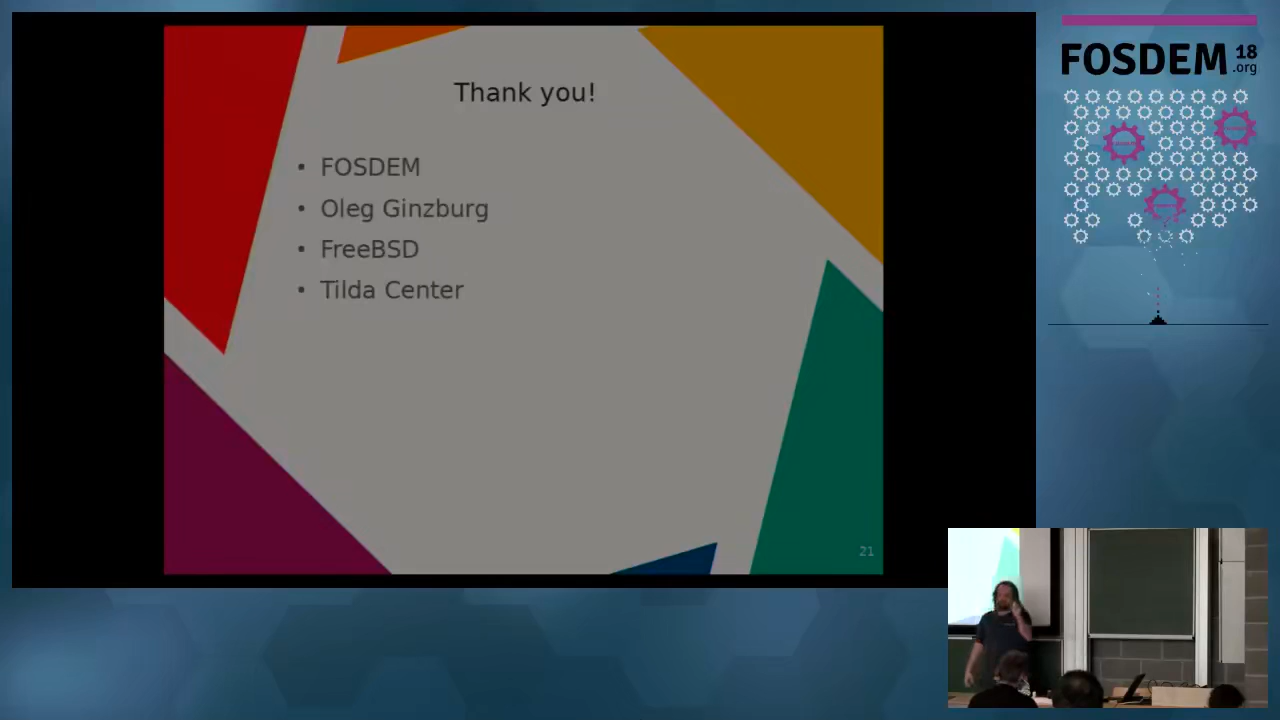 Thank you!
• FOSDEM
• Oleg Ginzburg
• FreeBSD
• Tilda Center
21
FOSDEM 18
.org